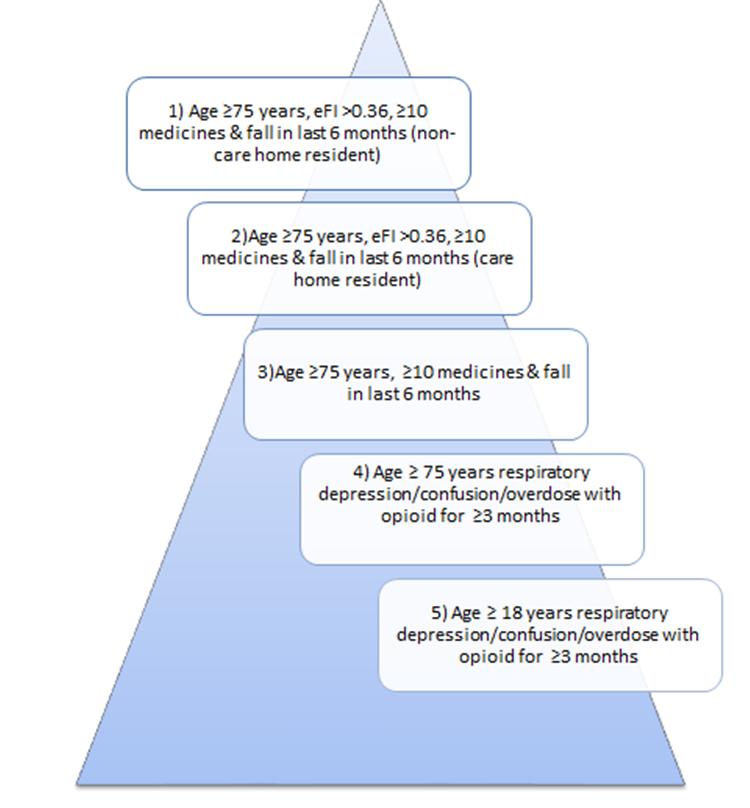 1) Age ≥75 years, eFI >0.36, ≥10
medicines & fall in last 6 months (non-
care home resident)
2)Age ≥75 years, eFI >0.36, ≥10
medicines & fall in last 6 months (care
home resident)
3)Age ≥75 years, ≥10 medicines & fall
in last 6 months
4) Age ≥ 75 years respiratory
depression/confusion/overdose with
opioid for ≥3 months
5) Age ≥ 18 years respiratory
depression/confusion/overdose with
opioid for ≥3 months